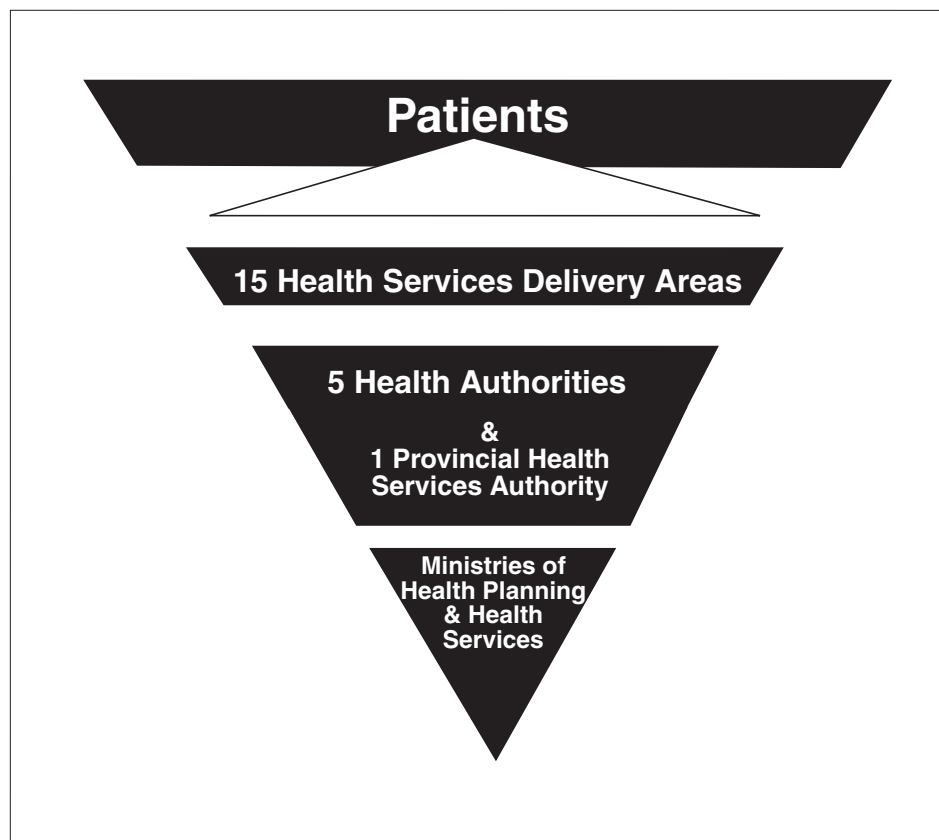 Patients
15 Health Services Delivery Areas
5 Health Authorities
&
1 Provincial Health
Services Authority
Ministries of
Health Planning
& Health
Services